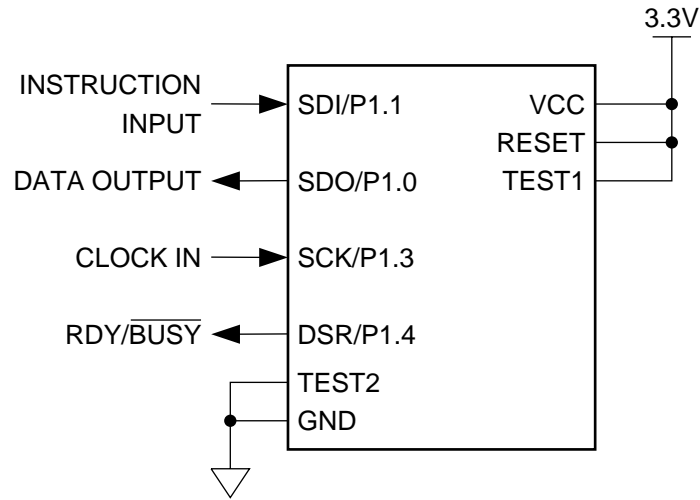 3.3V
INSTRUCTION
INPUT
SDI/P1.1
VCC
RESET
DATA OUTPUT
SDO/P1.0
TEST1
CLOCK IN
SCK/P1.3
RDY/BUSY
DSR/P1.4
TEST2
GND